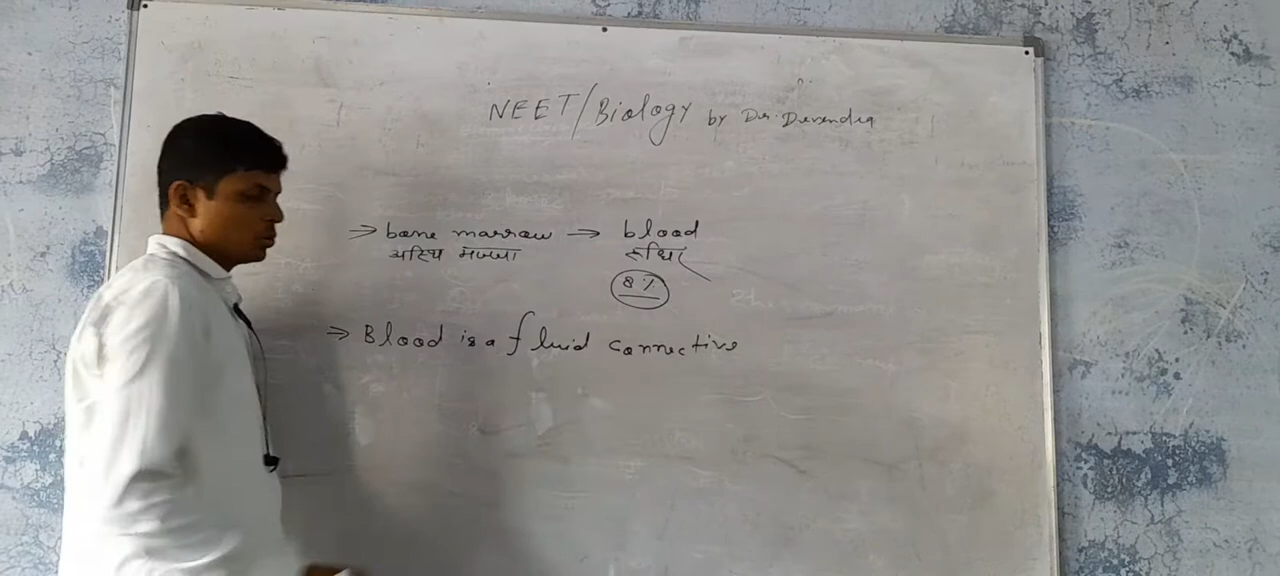 NEET/Biology by Dr. Devendra
⇒ bone marrow → blood
अस्थि मज्जा रूधिर
8%
⇒ Blood is a fluid connective